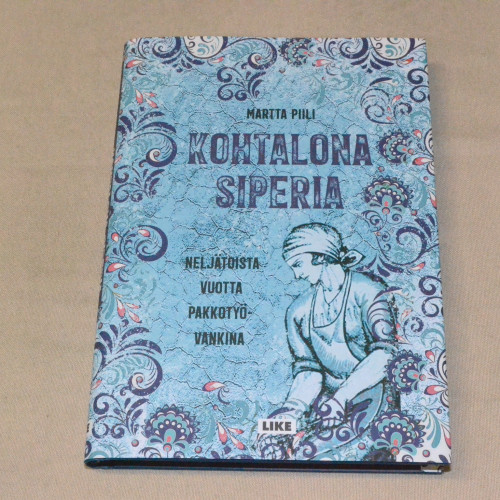 MARTTA PIILI
KOHTALONA
SIPERIA
NELJÄTOISTA
VUOTTA
PAKKOTYÖ-
VANKINA
LIKE